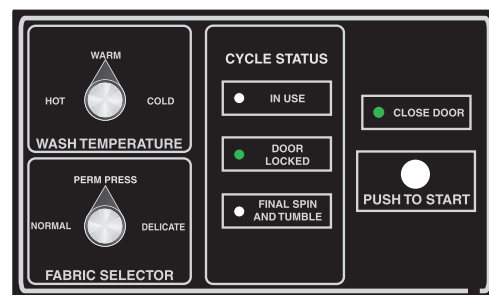 WARM
HOT
COLD
WASH TEMPERATURE
PERM PRESS
NORMAL
DELICATE
FABRIC SELECTOR
CYCLE STATUS
IN USE
DOOR
LOCKED
FINAL SPIN
AND TUMBLE
CLOSE DOOR
PUSH TO START